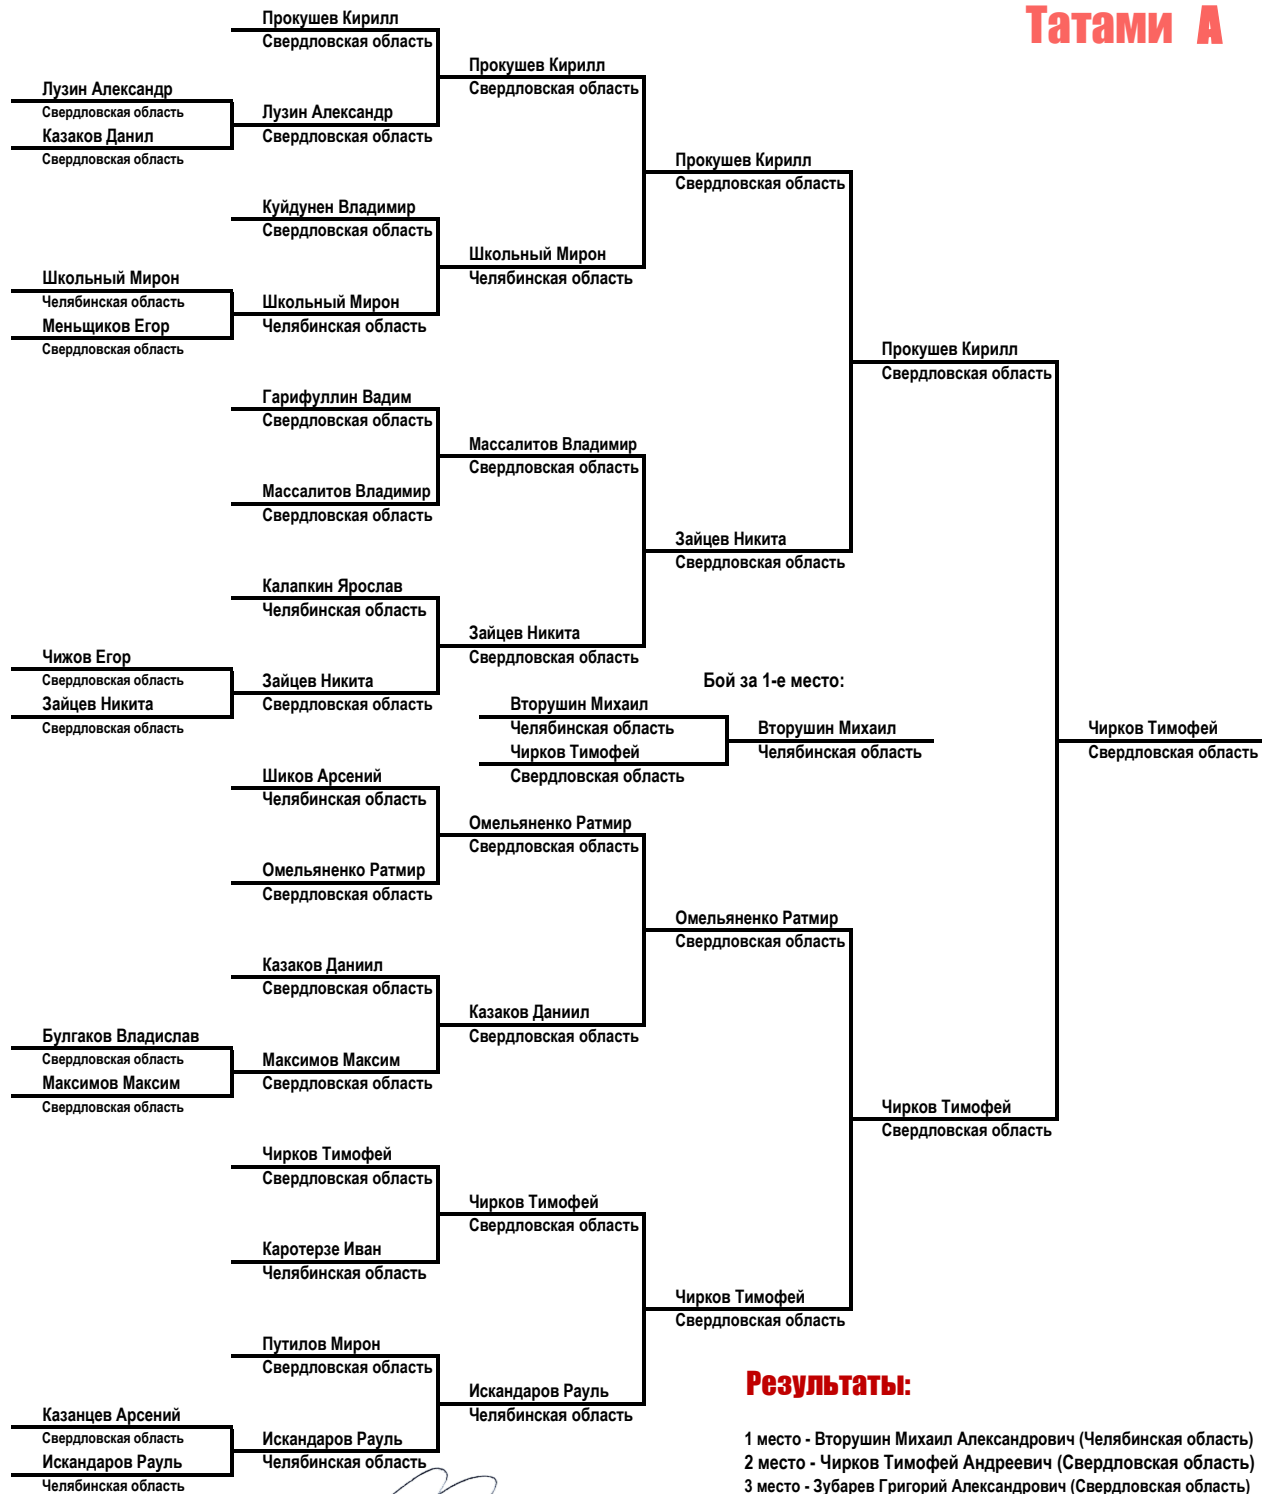 Татами А
Прокушев Кирилл
Свердловская область
Прокушев Кирилл
Свердловская область
Лузин Александр
Свердловская область
Лузин Александр
Свердловская область
Казаков Данил
Свердловская область
Прокушев Кирилл
Свердловская область
Куйдунен Владимир
Свердловская область
Школьный Мирон
Челябинская область
Школьный Мирон
Челябинская область
Школьный Мирон
Челябинская область
Меньщиков Егор
Свердловская область
Прокушев Кирилл
Свердловская область
Гарифуллин Вадим
Свердловская область
Массалитов Владимир
Свердловская область
Массалитов Владимир
Свердловская область
Зайцев Никита
Свердловская область
Калапкин Ярослав
Челябинская область
Зайцев Никита
Свердловская область
Чижов Егор
Свердловская область
Зайцев Никита
Свердловская область
Зайцев Никита
Свердловская область
Бой за 1-е место:
Вторушин Михаил
Челябинская область
Вторушин Михаил
Челябинская область
Чирков Тимофей
Свердловская область
Чирков Тимофей
Свердловская область
Шиков Арсений
Челябинская область
Омельяненко Ратмир
Свердловская область
Омельяненко Ратмир
Свердловская область
Омельяненко Ратмир
Свердловская область
Казаков Даниил
Свердловская область
Казаков Даниил
Свердловская область
Булгаков Владислав
Свердловская область
Максимов Максим
Свердловская область
Максимов Максим
Свердловская область
Чирков Тимофей
Свердловская область
Чирков Тимофей
Свердловская область
Чирков Тимофей
Свердловская область
Каротерзе Иван
Челябинская область
Чирков Тимофей
Свердловская область
Путилов Мирон
Свердловская область
Искандаров Рауль
Челябинская область
Казанцев Арсений
Свердловская область
Искандаров Рауль
Челябинская область
Искандаров Рауль
Челябинская область
Результаты:
1 место - Вторушин Михаил Александрович (Челябинская область)
2 место - Чирков Тимофей Андреевич (Свердловская область)
3 место - Зубарев Григорий Александрович (Свердловская область)